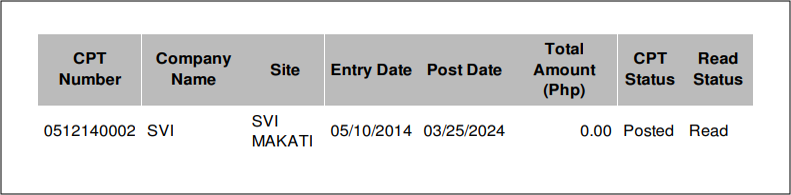 CPT Number Company Name Site Entry Date Post Date Total Amount (Php) CPT Status Read Status
0512140002 SVI SVI MAKATI 05/10/2014 03/25/2024 0.00 Posted Read